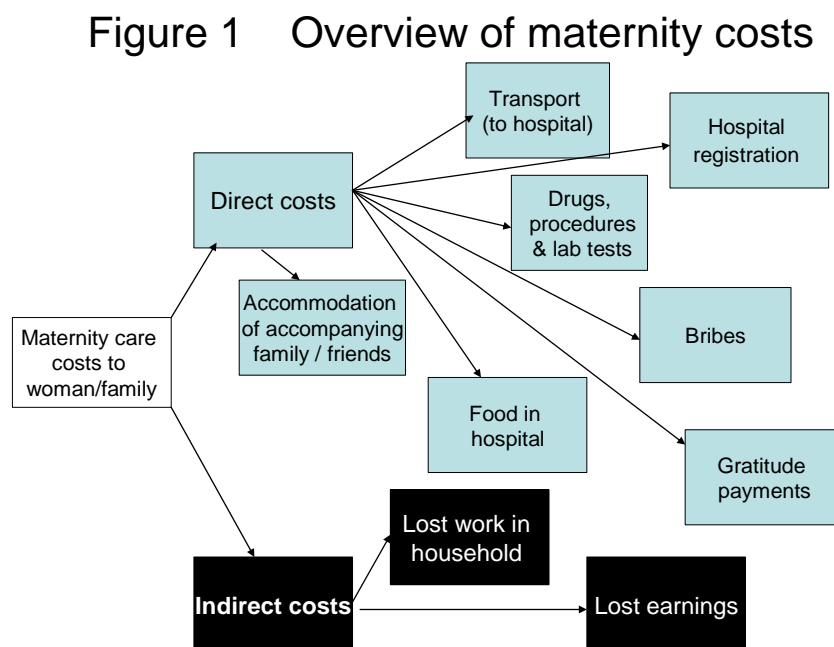 Figure 1 Overview of maternity costs
Transport
(to hospital)
Hospital
registration
Direct costs
Drugs,
procedures
& lab tests
Accommodation
of accompanying
family / friends
Maternity care
costs to
woman/family
Bribes
Food in
hospital
Gratitude
payments
Lost work in
household
Indirect costs
Lost earnings